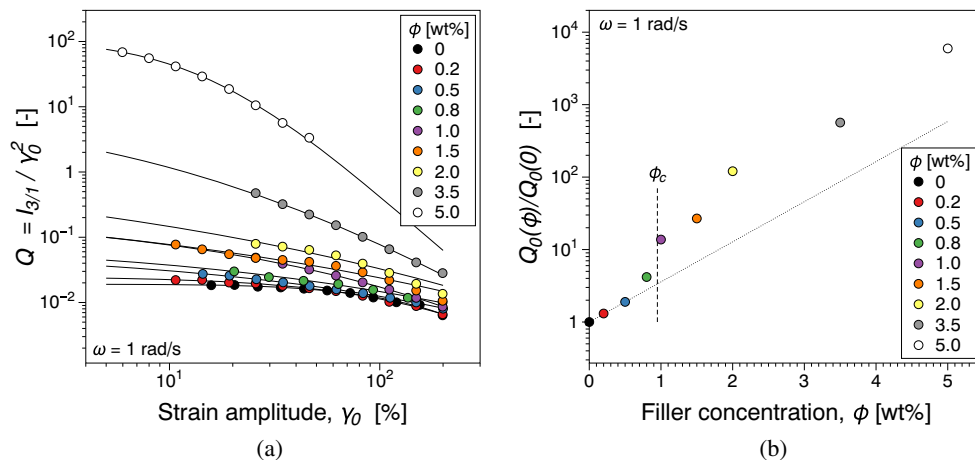 10²
10¹
1
10⁻¹
10⁻²
Q = I₃/₁ / γ₀² [-]
ϕ [wt%]
0
0.2
0.5
0.8
1.0
1.5
2.0
3.5
5.0
ω = 1 rad/s
10¹
10²
Strain amplitude, γ₀ [%]
(a)
ω = 1 rad/s
10⁴
10³
10²
10¹
1
Q₀(ϕ)/Q₀(0) [-]
ϕc
ϕ [wt%]
0
0.2
0.5
0.8
1.0
1.5
2.0
3.5
5.0
0 1 2 3 4 5
Filler concentration, ϕ [wt%]
(b)